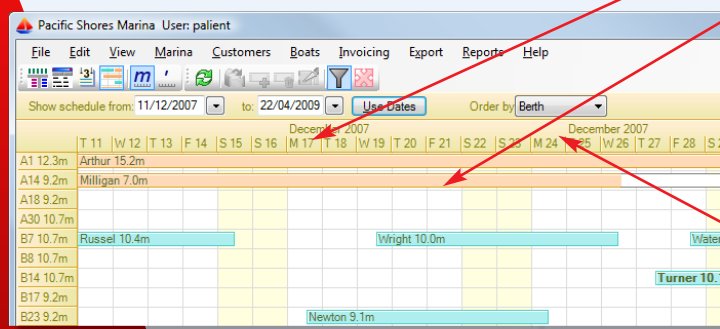 Pacific Shores Marina User: palient
File Edit View Marina Customers Boats Invoicing Export Reports Help
m
Show schedule from: 11/12/2007 to: 22/04/2009 Use Dates Order by Berth
December 2007 December 2007
T 11 W 12 T 13 F 14 S 15 S 16 M 17 T 18 W 19 T 20 F 21 S 22 S 23 M 24 T 25 W 26 T 27 F 28 S 2
A1 12.3m Arthur 15.2m
A14 9.2m Milligan 7.0m
A18 9.2m
A30 10.7m
B7 10.7m Russel 10.4m Wright 10.0m Water
B8 10.7m
B14 10.7m Turner 10.
B17 9.2m
B23 9.2m Newton 9.1m